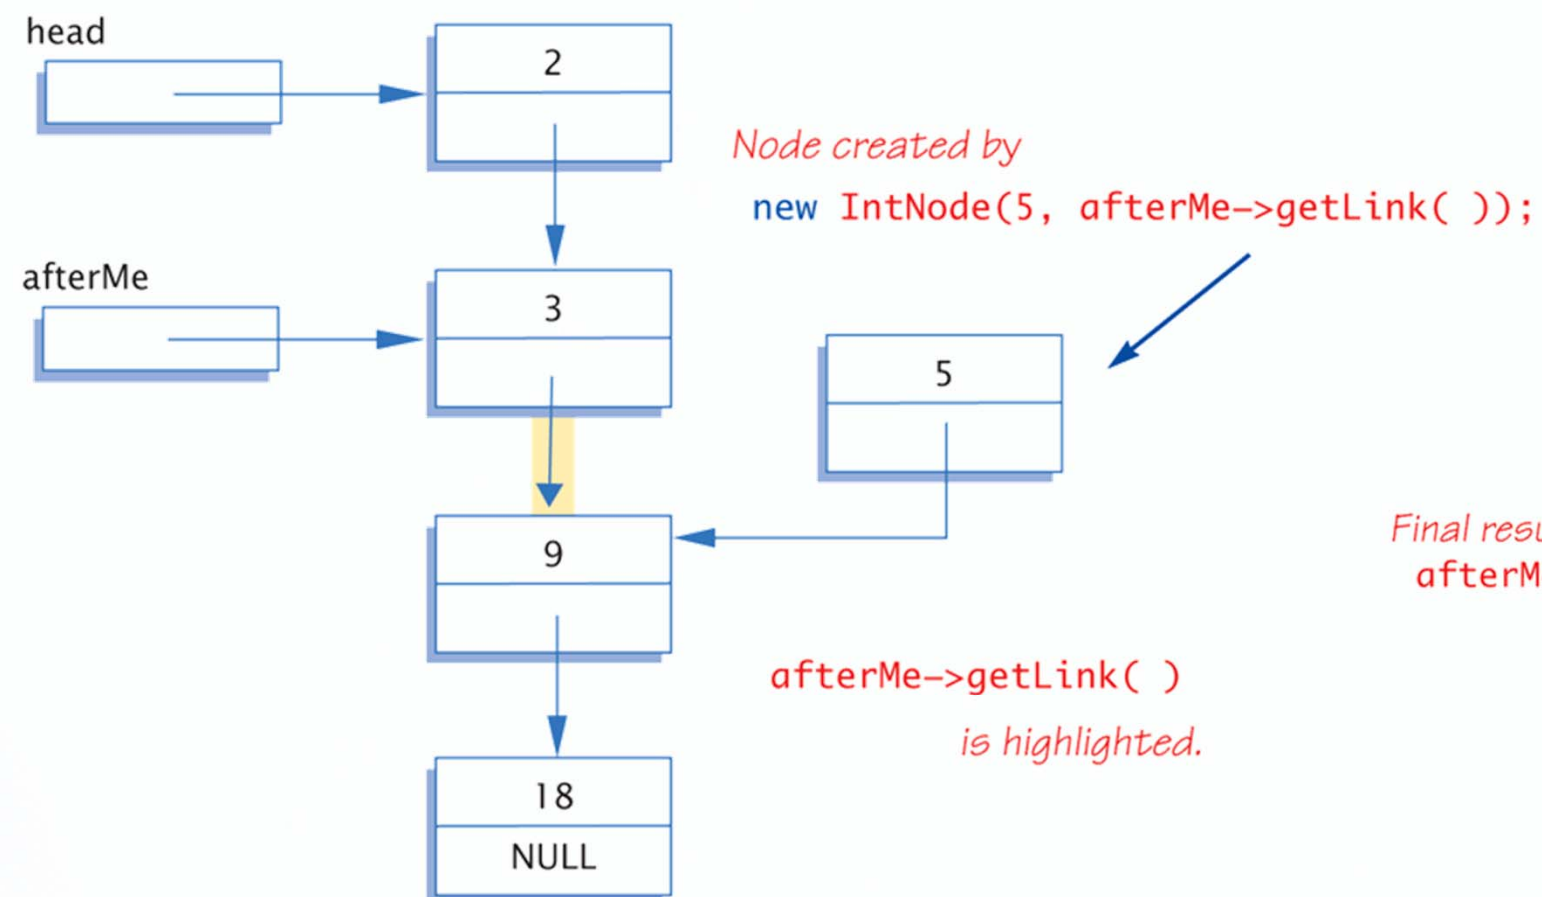 head
2
Node created by
new IntNode(5, afterMe->getLink( ));
afterMe
3
5
9
Final
afterMe->getLink( )
is highlighted.
18
NULL